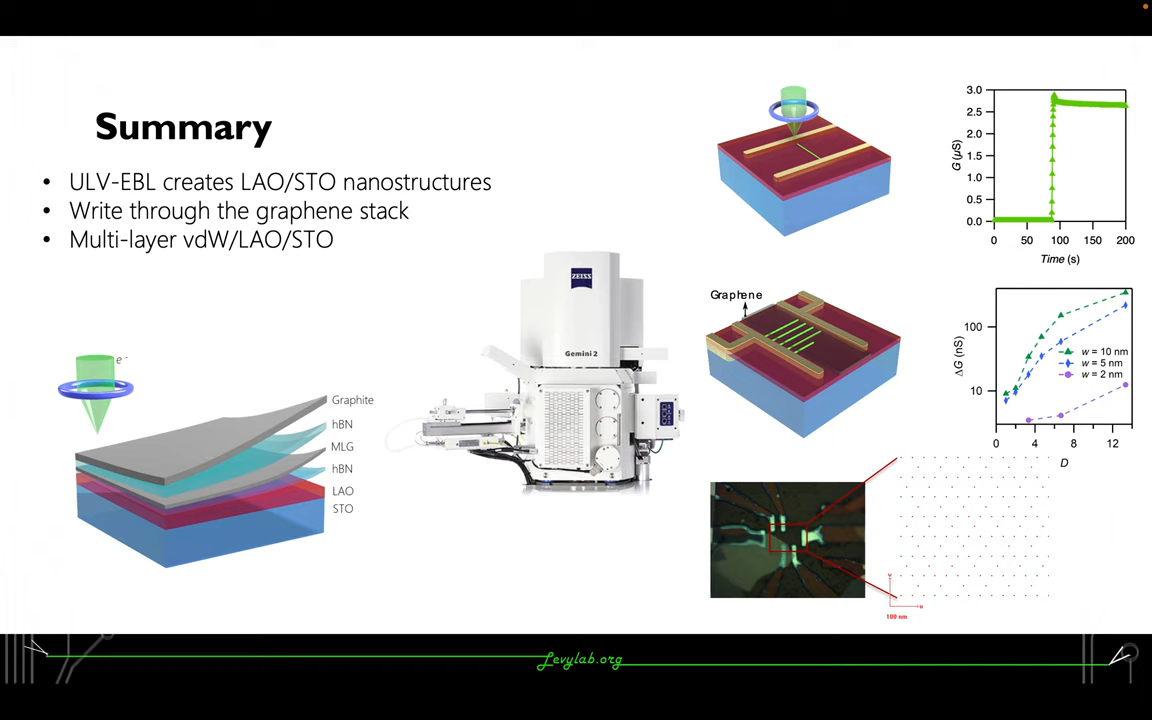 Summary
• ULV-EBL creates LAO/STO nanostructures
• Write through the graphene stack
• Multi-layer vdW/LAO/STO
e-
Graphite
hBN
MLG
hBN
LAO
STO
ZEISS
Gemini 2
3.0
2.5
2.0
1.5
1.0
0.5
0.0
G (µS)
0 50 100 150 200
Time (s)
Graphene
100
10
ΔG (nS)
w = 10 nm
w = 5 nm
w = 2 nm
0 4 8 12
D
v
u
100 nm
Levylab.org